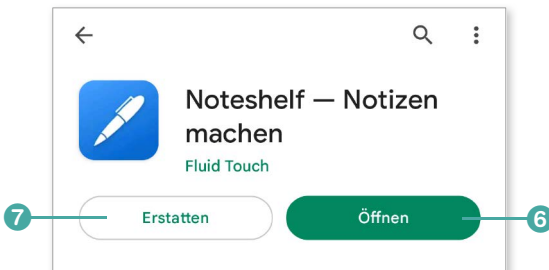 Noteshelf — Notizen
machen
Fluid Touch
7 Erstatten Öffnen 6